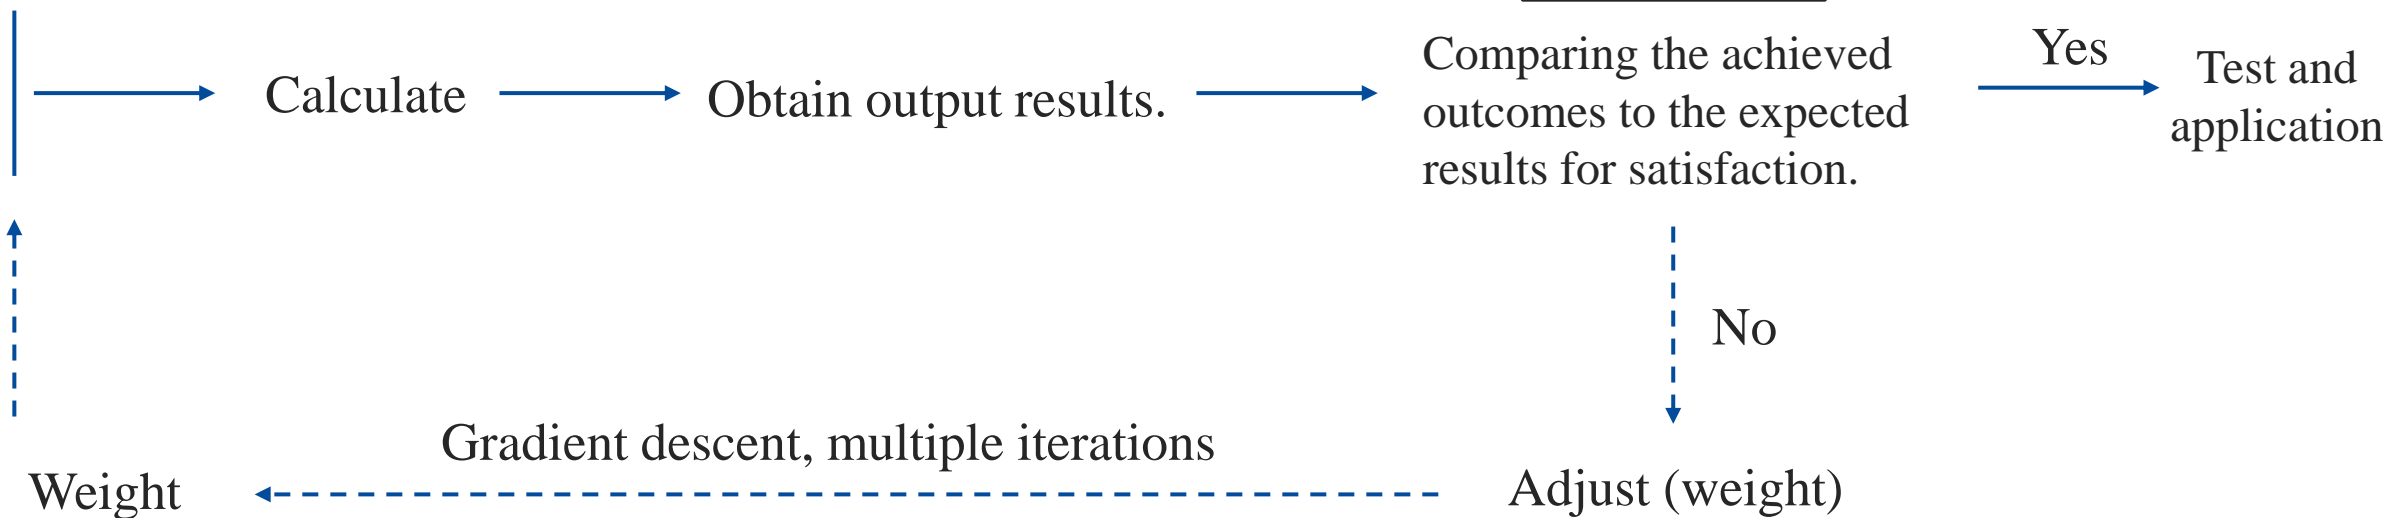 Calculate
Obtain output results.
Comparing the achieved
outcomes to the expected
results for satisfaction.
Yes
Test and
application
No
Gradient descent, multiple iterations
Weight
Adjust (weight)